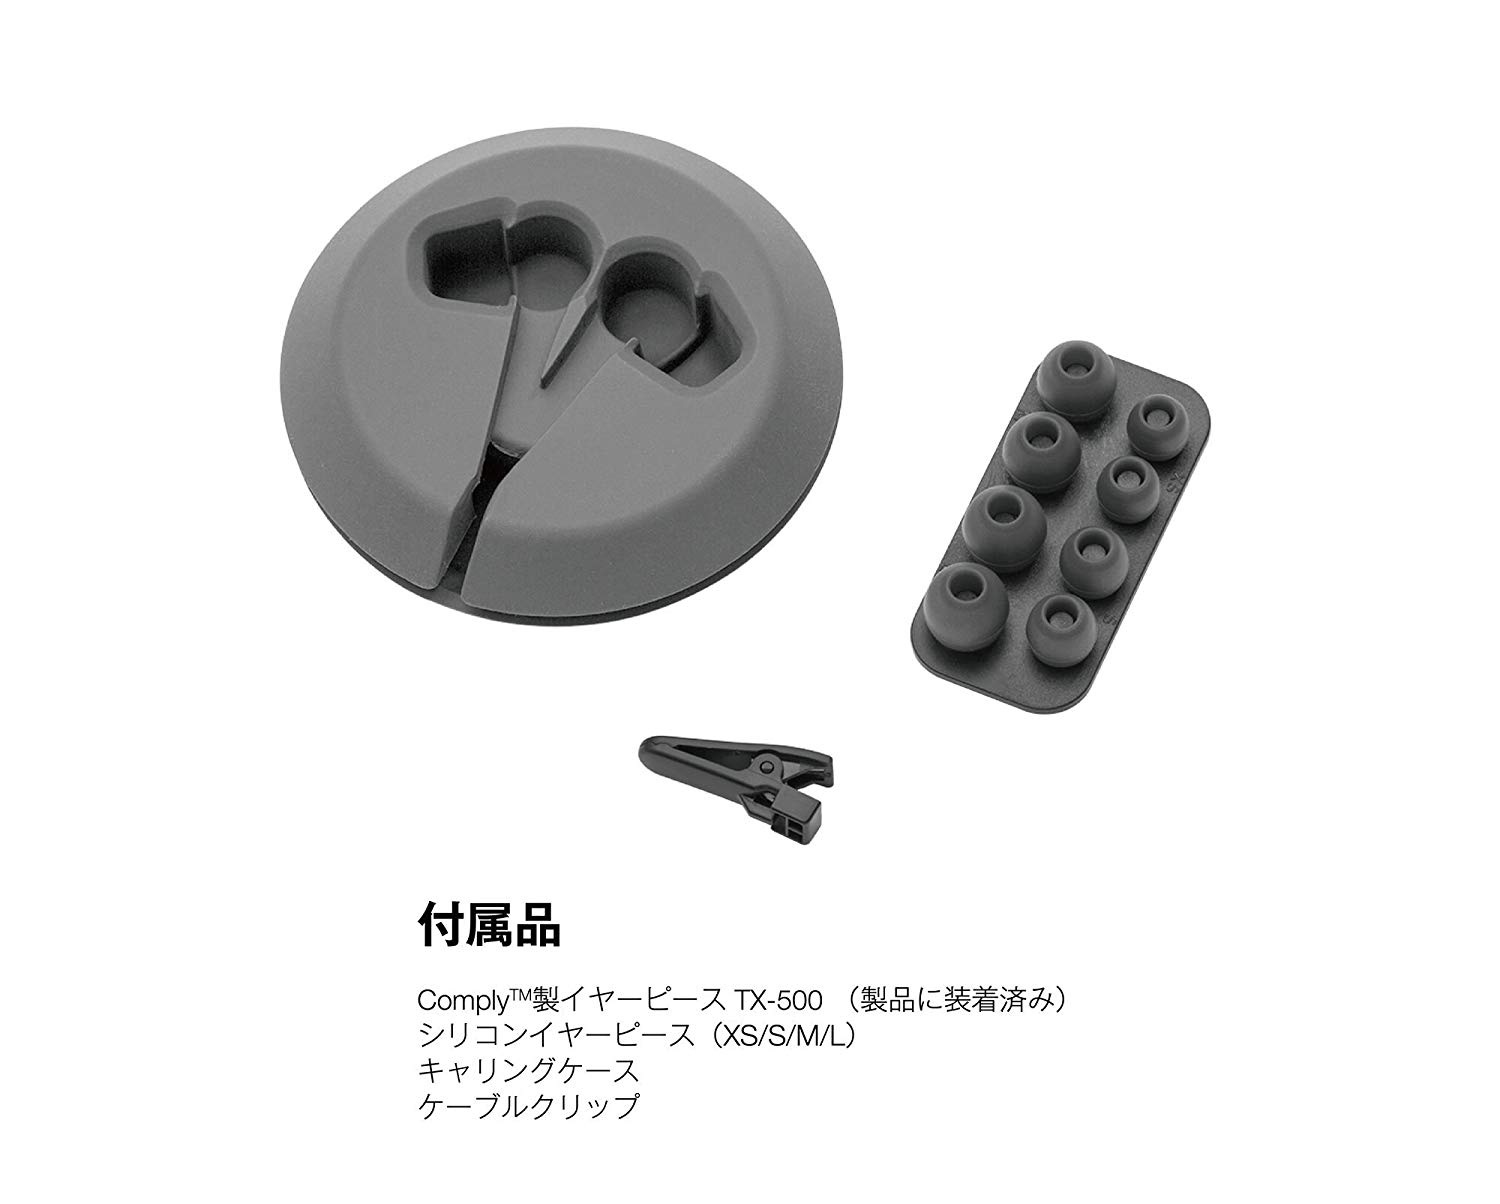 付属品
Comply™製イヤーピース TX-500 （製品に装着済み）
シリコンイヤーピース（XS/S/M/L）
キャリングケース
ケーブルクリップ
XS
S